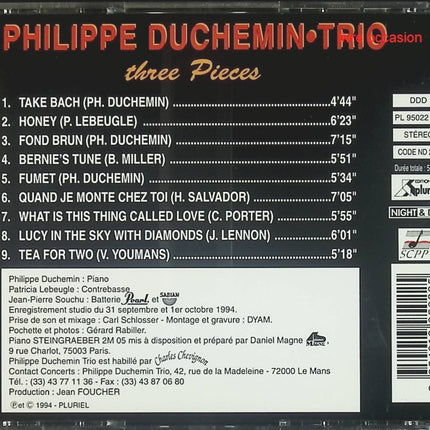 PHILIPPE DUCHEMIN•TRIO
occasion
three Pieces
1. TAKE BACH (PH. DUCHEMIN) 4'44"
2. HONEY (P. LEBEUGLE) 6'23"
3. FOND BRUN (PH. DUCHEMIN) 7'15"
4. BERNIE'S TUNE (B. MILLER) 5'51"
5. FUMET (PH. DUCHEMIN) 5'34"
6. QUAND JE MONTE CHEZ TOI (H. SALVADOR) 7'05"
7. WHAT IS THIS THING CALLED LOVE (C. PORTER) 5'55"
8. LUCY IN THE SKY WITH DIAMONDS (J. LENNON) 6'01"
9. TEA FOR TWO (V. YOUMANS) 5'18"
DDD
PL 95022
STÉRÉO
CODE ND 2
Durée totale : 5
NIGHT &
SCPP
Philippe Duchemin : Piano
Patricia Lebeugle : Contrebasse
Jean-Pierre Souchu : Batterie Pearl et SABIAN
Enregistrement studio du 31 septembre et 1er octobre 1994.
Prise de son et mixage : Carl Schlosser - Montage et gravure : DYAM.
Pochette et photos : Gérard Rabiller.
Piano STEINGRAEBER 2M 05 mis à disposition et préparé par Daniel Magne
9 rue Charlot, 75003 Paris.
Philippe Duchemin Trio est habillé par Charles Chevignon
Contact Concerts : Philippe Duchemin Trio, 42, rue de la Madeleine - 72000 Le Mans
Tél. : (33) 43 77 11 36 - Fax : (33) 43 87 06 80
Production : Jean FOUCHER
℗ et © 1994 - PLURIEL